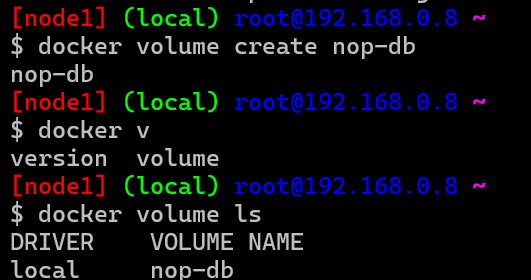 [node1] (local) root@192.168.0.8 ~
$ docker volume create nop-db
nop-db
[node1] (local) root@192.168.0.8 ~
$ docker v
version  volume
[node1] (local) root@192.168.0.8 ~
$ docker volume ls
DRIVER    VOLUME NAME
local     nop-db